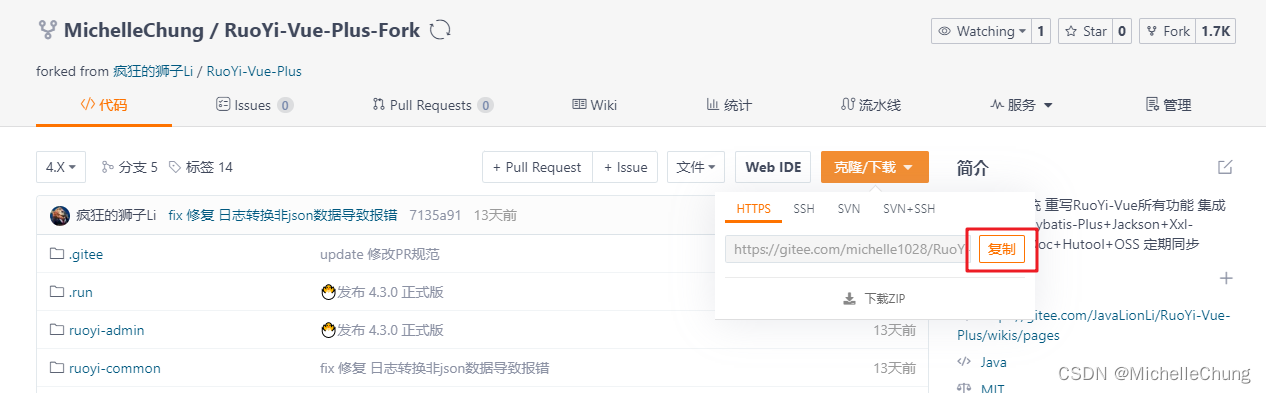 MichelleChung / RuoYi-Vue-Plus-Fork
Watching 1 Star 0 Fork 1.7K
forked from 疯狂的狮子Li / RuoYi-Vue-Plus
代码 Issues 0 Pull Requests 0 Wiki 统计 流水线 服务 管理
4.X 分支 5 标签 14 + Pull Request + Issue 文件 Web IDE 克隆/下载
简介
疯狂的狮子Li fix 修复 日志转换非json数据导致报错 7135a91 13天前
HTTPS SSH SVN SVN+SSH
https://gitee.com/michelle1028/RuoY 复制
下载ZIP
重写RuoYi-Vue所有功能 集成
ybatis-Plus+Jackson+Xxl-
oc+Hutool+OSS 定期同步
.gitee update 修改PR规范
.run 发布 4.3.0 正式版
ruoyi-admin 发布 4.3.0 正式版 13天前
ruoyi-common fix 修复 日志转换非json数据导致报错 13天前
gitee.com/JavaLionLi/RuoYi-Vue-
Plus/wikis/pages
Java
MIT
CSDN @MichelleChung